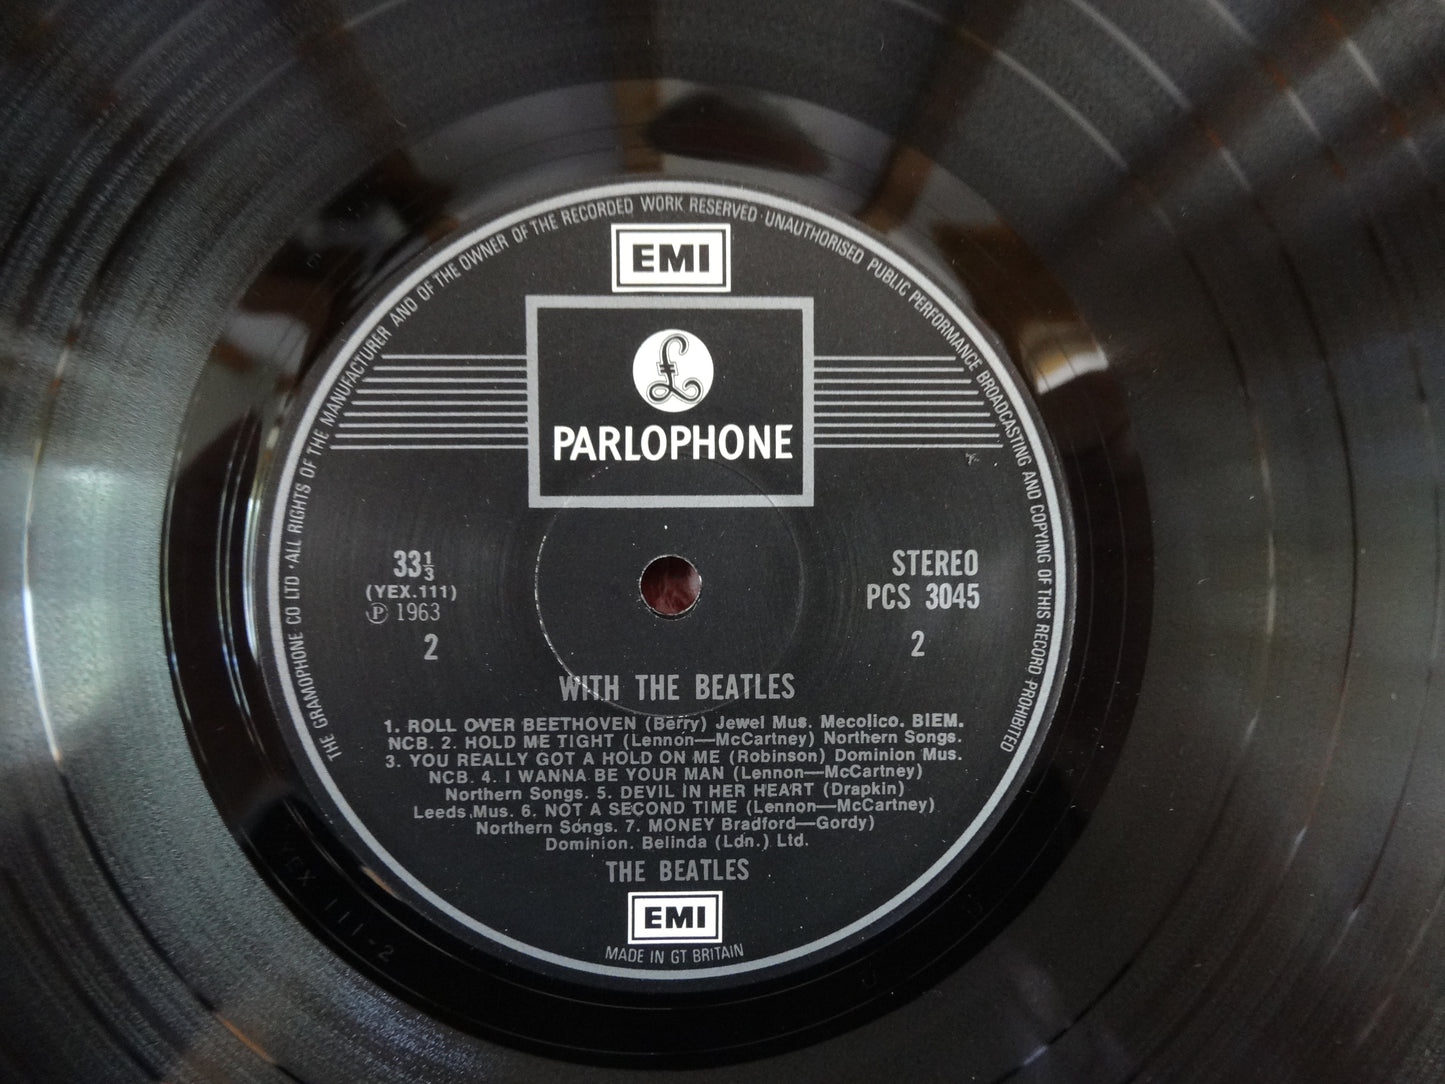 THE GRAMOPHONE CO LTD · ALL RIGHTS OF THE MANUFACTURER AND OF THE OWNER OF THE RECORDED WORK RESERVED · UNAUTHORISED PUBLIC PERFORMANCE BROADCASTING AND COPYING OF THIS RECORD PROHIBITED
EMI
£
PARLOPHONE
33⅓
(YEX.111)
Ⓟ 1963
2
STEREO
PCS 3045
2
WITH THE BEATLES
1. ROLL OVER BEETHOVEN (Berry) Jewel Mus. Mecolico. BIEM.
NCB. 2. HOLD ME TIGHT (Lennon—McCartney) Northern Songs.
3. YOU REALLY GOT A HOLD ON ME (Robinson) Dominion Mus.
NCB. 4. I WANNA BE YOUR MAN (Lennon—McCartney)
Northern Songs. 5. DEVIL IN HER HEART (Drapkin)
Leeds Mus. 6. NOT A SECOND TIME (Lennon—McCartney)
Northern Songs. 7. MONEY Bradford—Gordy)
Dominion. Belinda (Ldn.) Ltd.
THE BEATLES
EMI
MADE IN GT BRITAIN
YEX 111-2